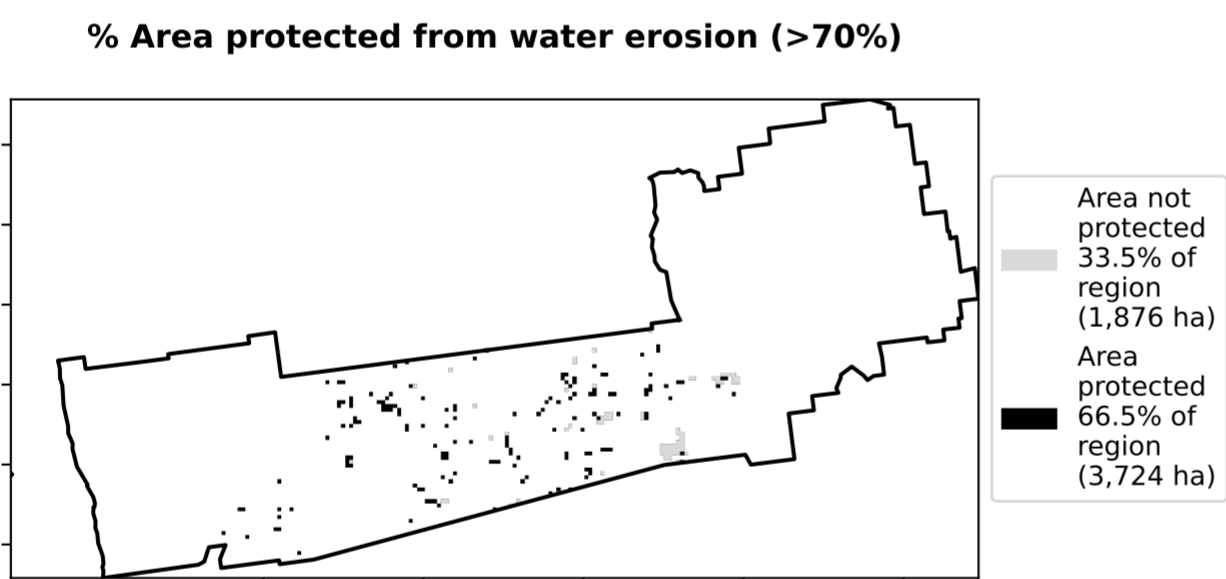 % Area protected from water erosion (>70%)
Area not
protected
33.5% of
region
(1,876 ha)
Area
protected
66.5% of
region
(3,724 ha)